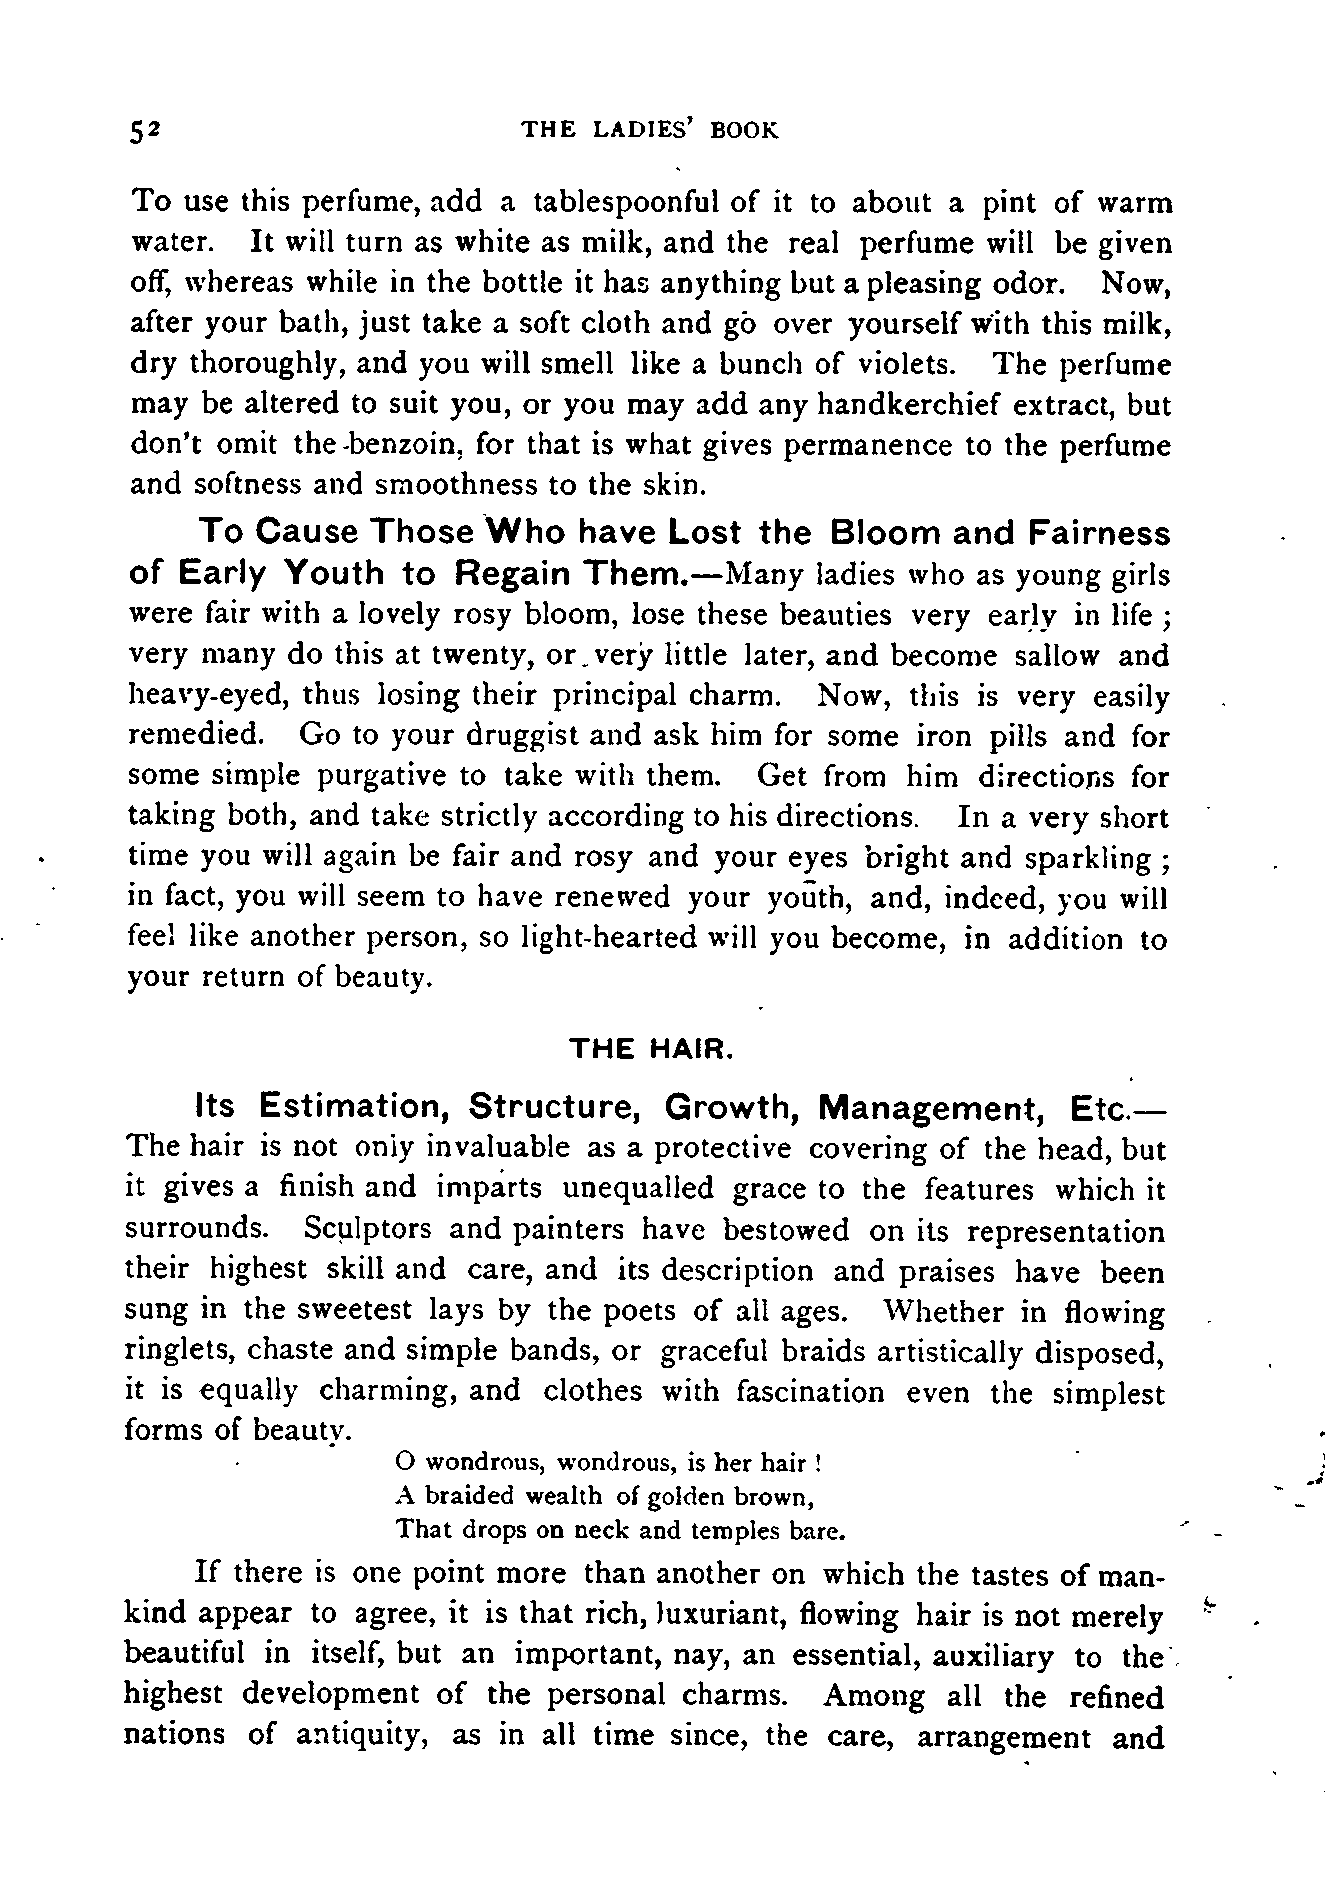 52 THE LADIES' BOOK
To use this perfume, add a tablespoonful of it to about a pint of warm
water. It will turn as white as milk, and the real perfume will be given
off, whereas while in the bottle it has anything but a pleasing odor. Now,
after your bath, just take a soft cloth and go over yourself with this milk,
dry thoroughly, and you will smell like a bunch of violets. The perfume
may be altered to suit you, or you may add any handkerchief extract, but
don't omit the benzoin, for that is what gives permanence to the perfume
and softness and smoothness to the skin.
To Cause Those Who have Lost the Bloom and Fairness
of Early Youth to Regain Them.—Many ladies who as young girls
were fair with a lovely rosy bloom, lose these beauties very early in life ;
very many do this at twenty, or very little later, and become sallow and
heavy-eyed, thus losing their principal charm. Now, this is very easily
remedied. Go to your druggist and ask him for some iron pills and for
some simple purgative to take with them. Get from him directions for
taking both, and take strictly according to his directions. In a very short
time you will again be fair and rosy and your eyes bright and sparkling ;
in fact, you will seem to have renewed your youth, and, indeed, you will
feel like another person, so light-hearted will you become, in addition to
your return of beauty.
THE HAIR.
Its Estimation, Structure, Growth, Management, Etc.—
The hair is not only invaluable as a protective covering of the head, but
it gives a finish and imparts unequalled grace to the features which it
surrounds. Sculptors and painters have bestowed on its representation
their highest skill and care, and its description and praises have been
sung in the sweetest lays by the poets of all ages. Whether in flowing
ringlets, chaste and simple bands, or graceful braids artistically disposed,
it is equally charming, and clothes with fascination even the simplest
forms of beauty.
O wondrous, wondrous, is her hair !
A braided wealth of golden brown,
That drops on neck and temples bare.
If there is one point more than another on which the tastes of man-
kind appear to agree, it is that rich, luxuriant, flowing hair is not merely
beautiful in itself, but an important, nay, an essential, auxiliary to the
highest development of the personal charms. Among all the refined
nations of antiquity, as in all time since, the care, arrangement and